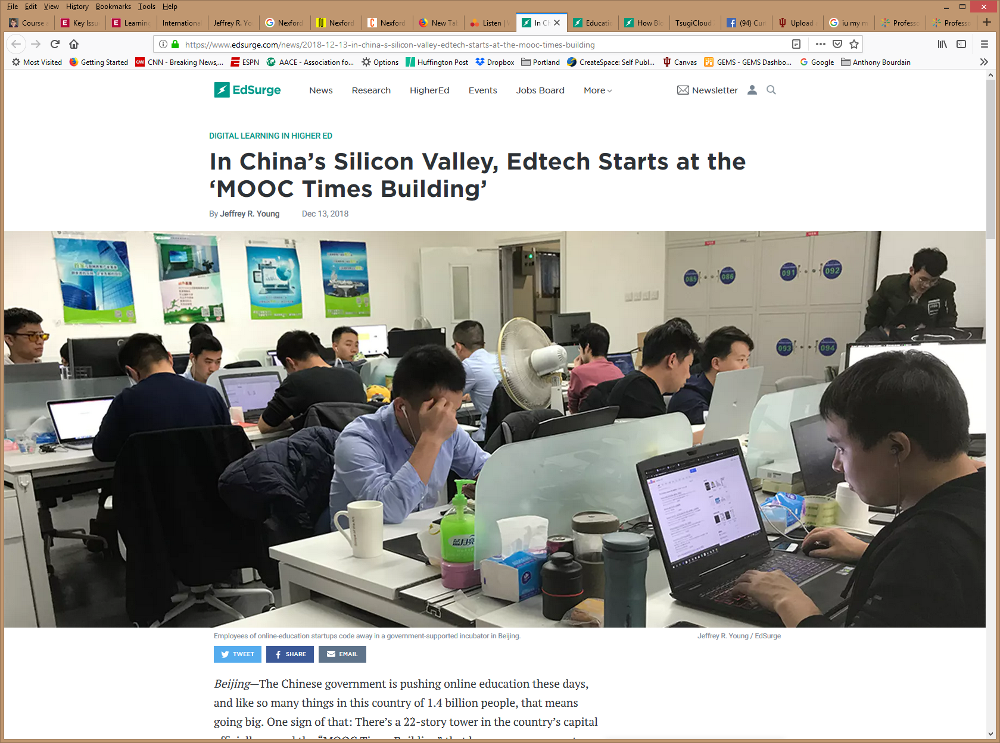 File Edit View History Bookmarks Tools Help
Course Key Issu Learning Internationa Jeffrey R. Yo Nexford Nexford Nexford New Ta Listen | In Ch Educatio How Blo TsugiCloud (94) Cur Upload iu my m Professo Professo
https://www.edsurge.com/news/2018-12-13-in-china-s-silicon-valley-edtech-starts-at-the-mooc-times-building
Most Visited Getting Started CNN CNN - Breaking News,... ESPN AACE - Association fo... Options Huffington Post Dropbox Portland CreateSpace: Self Publ... Canvas GEMS - GEMS Dashbo... Google Anthony Bourdain
EdSurge News Research HigherEd Events Jobs Board More Newsletter
DIGITAL LEARNING IN HIGHER ED
In China’s Silicon Valley, Edtech Starts at the
‘MOOC Times Building’
By Jeffrey R. Young Dec 13, 2018
085 086 091 092
093 094
蓝月亮
Employees of online-education startups code away in a government-supported incubator in Beijing. Jeffrey R. Young / EdSurge
TWEET SHARE EMAIL
Beijing—The Chinese government is pushing online education these days,
and like so many things in this country of 1.4 billion people, that means
going big. One sign of that: There’s a 22-story tower in the country’s capital